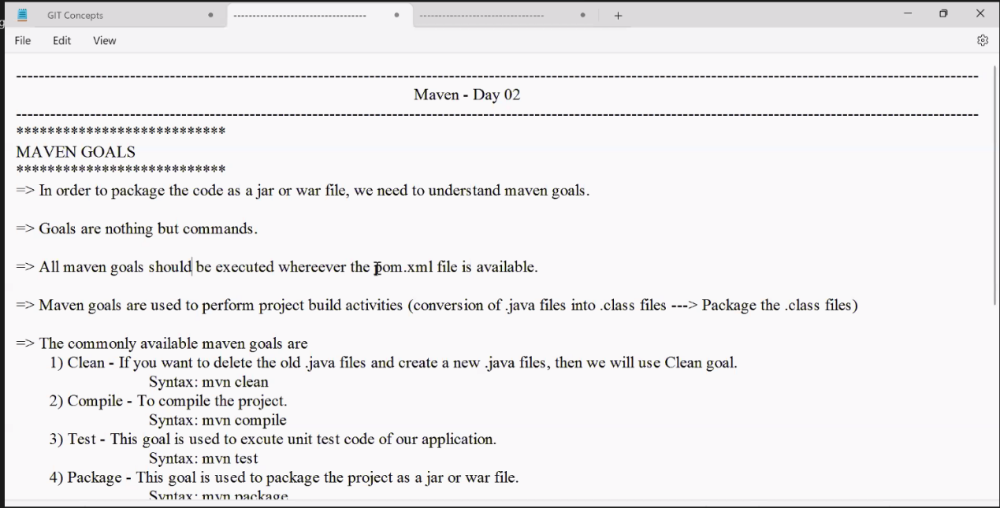 GIT Concepts
---------------------------------
-------------------------------
File Edit View
-----------------------------------------------------------------------------------------------------------------------------------------------------------
Maven - Day 02
-----------------------------------------------------------------------------------------------------------------------------------------------------------
***************************
MAVEN GOALS
***************************
=> In order to package the code as a jar or war file, we need to understand maven goals.
=> Goals are nothing but commands.
=> All maven goals should be executed whereever the pom.xml file is available.
=> Maven goals are used to perform project build activities (conversion of .java files into .class files ---> Package the .class files)
=> The commonly available maven goals are
1) Clean - If you want to delete the old .java files and create a new .java files, then we will use Clean goal.
Syntax: mvn clean
2) Compile - To compile the project.
Syntax: mvn compile
3) Test - This goal is used to excute unit test code of our application.
Syntax: mvn test
4) Package - This goal is used to package the project as a jar or war file.
Syntax: mvn package